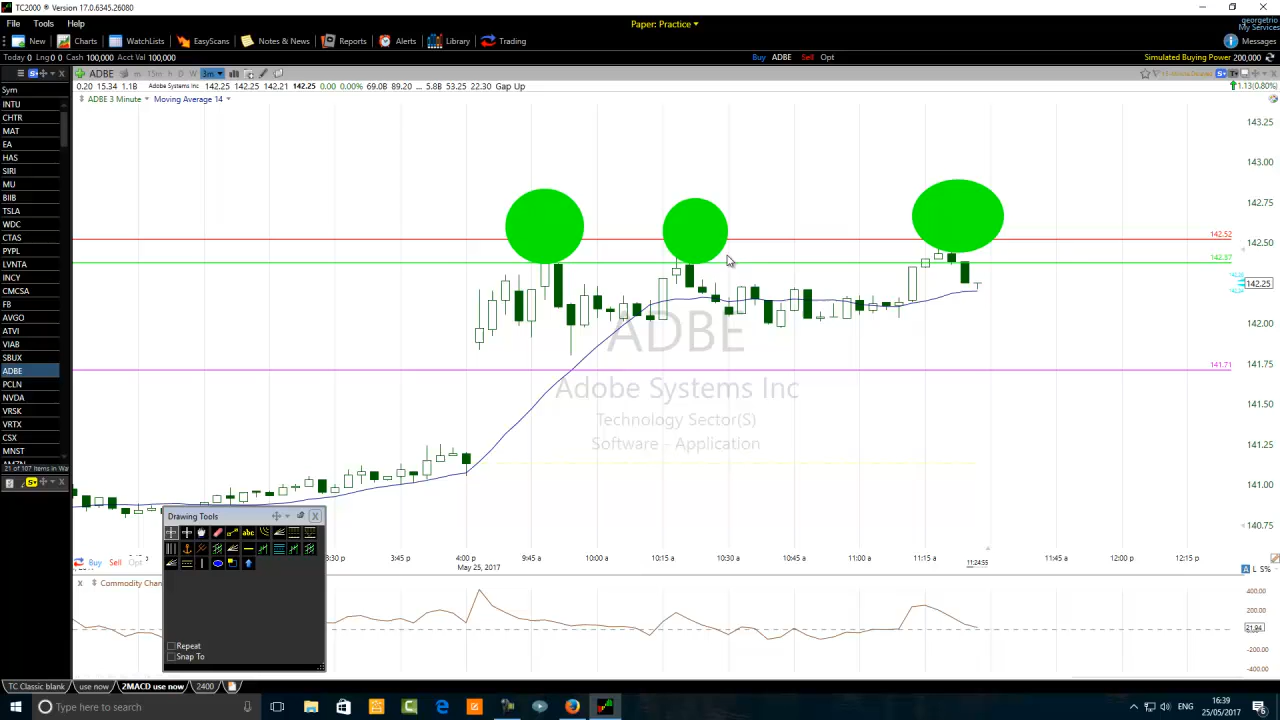 TC2000 ® Version 17.0.6345.26080
File Tools Help
Paper: Practice
georgetrio
My Services
New Charts WatchLists EasyScans Notes & News Reports Alerts Library Trading
Messages
Today 0 Lng 0 0 Cash 100,000 Acct Val 100,000
Buy ADBE Sell Opt
Simulated Buying Power 200,000
ADBE m 15m h D W 3m
0.20 15.34 1.1B Adobe Systems Inc 142.25 142.25 142.21 142.25 0.00 0.00% 69.0B 89.20 ... 5.8B 53.25 22.30 Gap Up
1.13(0.80%)
Sym
ADBE 3 Minute Moving Average 14
INTU
CHTR
MAT
EA
HAS
SIRI
MU
BIIB
TSLA
WDC
CTAS
PYPL
LVNTA
INCY
CMCSA
FB
AVGO
ATVI
VIAB
SBUX
ADBE
PCLN
NVDA
VRSK
VRTX
CSX
MNST
AMZN
21 of 107 Items in Wa
143.25
143.00
142.75
142.52
142.50
142.37
142.25
142.00
141.75
141.71
141.50
141.25
141.00
140.75
ADBE
Adobe Systems Inc
Technology Sector(S)
Software - Application
Drawing Tools
abc
Repeat
Snap To
Buy Sell Opt
3:30 p 3:45 p 4:00 p 9:45 a 10:00 a 10:15 a 10:30 a 10:45 a 11:00 a 11:15 a 11:45 a 12:00 p 12:15 p
11:24:55
May 25, 2017
A L S%
Commodity Chan
400.00
200.00
21.94
-200.00
-400.00
TC Classic blank use now 2MACD use now 2400
Type here to search
ENG
16:39
25/05/2017